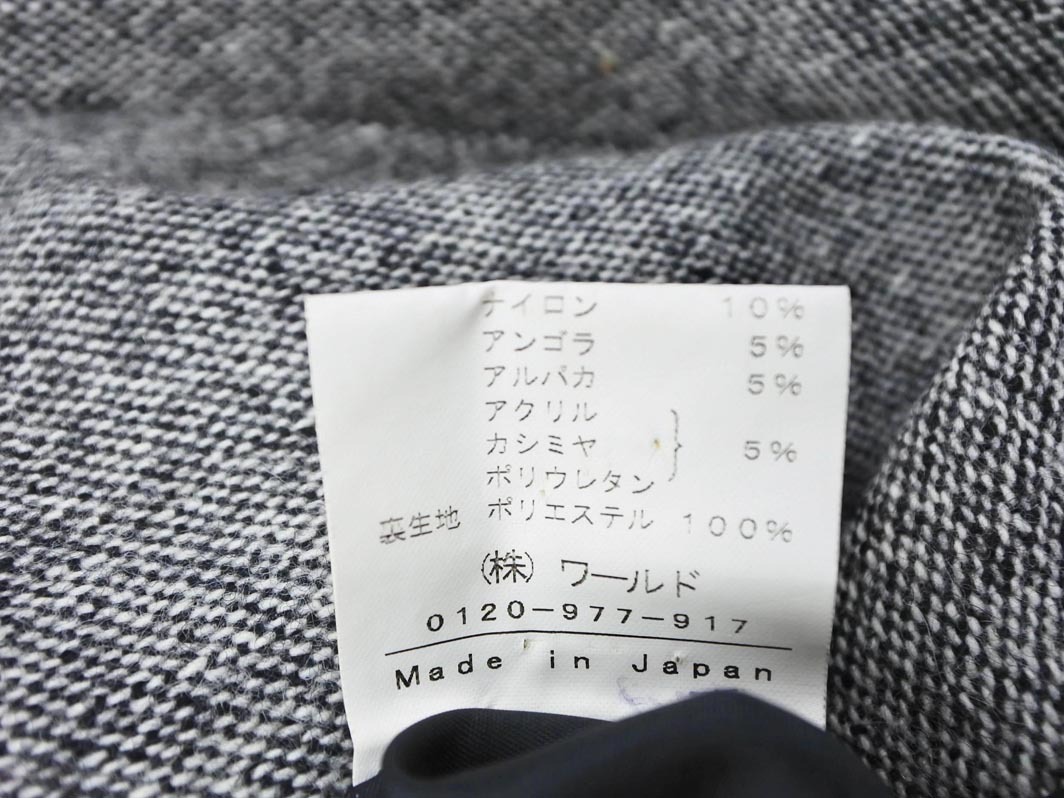 ナイロン 10%
アンゴラ 5%
アルパカ 5%
アクリル
カシミヤ 5%
ポリウレタン
裏生地 ポリエステル 100%
(株) ワールド
0120-977-917
Made in Japan